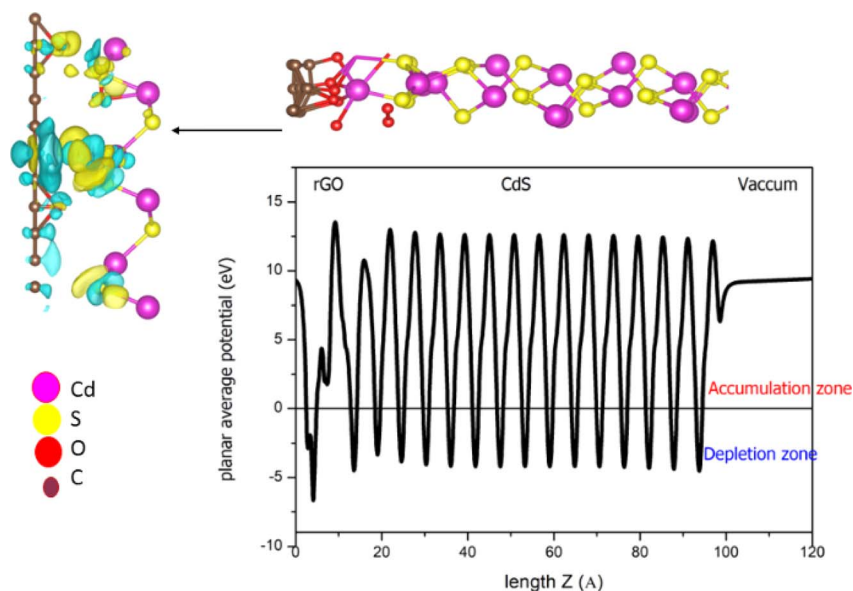 Cd
S
O
C
rGO CdS Vaccum
planar average potential (eV)
15
10
5
0
-5
-10
Accumulation zone
Depletion zone
0 20 40 60 80 100 120
length Z (A)